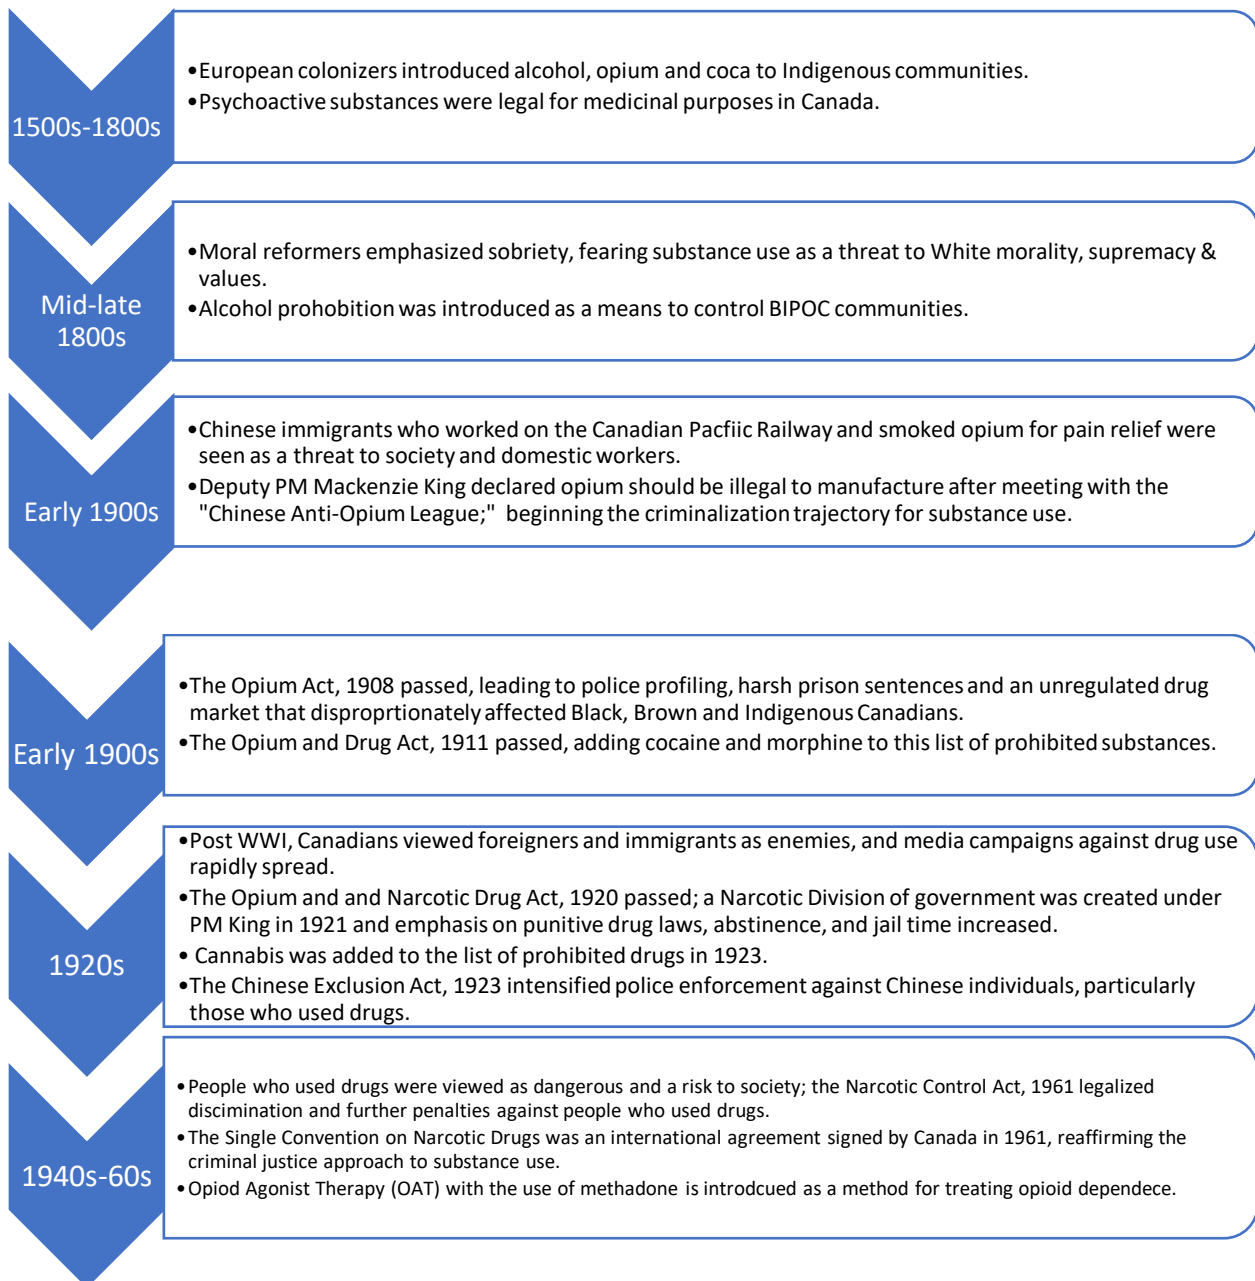 1500s-1800s
•European colonizers introduced alcohol, opium and coca to Indigenous communities.
•Psychoactive substances were legal for medicinal purposes in Canada.
Mid-late
1800s
•Moral reformers emphasized sobriety, fearing substance use as a threat to White morality, supremacy &
values.
•Alcohol prohobition was introduced as a means to control BIPOC communities.
Early 1900s
•Chinese immigrants who worked on the Canadian Pacfiic Railway and smoked opium for pain relief were
seen as a threat to society and domestic workers.
•Deputy PM Mackenzie King declared opium should be illegal to manufacture after meeting with the
"Chinese Anti-Opium League;" beginning the criminalization trajectory for substance use.
Early 1900s
•The Opium Act, 1908 passed, leading to police profiling, harsh prison sentences and an unregulated drug
market that disproprtionately affected Black, Brown and Indigenous Canadians.
•The Opium and Drug Act, 1911 passed, adding cocaine and morphine to this list of prohibited substances.
1920s
•Post WWI, Canadians viewed foreigners and immigrants as enemies, and media campaigns against drug use
rapidly spread.
•The Opium and and Narcotic Drug Act, 1920 passed; a Narcotic Division of government was created under
PM King in 1921 and emphasis on punitive drug laws, abstinence, and jail time increased.
• Cannabis was added to the list of prohibited drugs in 1923.
•The Chinese Exclusion Act, 1923 intensified police enforcement against Chinese individuals, particularly
those who used drugs.
1940s-60s
•People who used drugs were viewed as dangerous and a risk to society; the Narcotic Control Act, 1961 legalized
discimination and further penalties against people who used drugs.
•The Single Convention on Narcotic Drugs was an international agreement signed by Canada in 1961, reaffirming the
criminal justice approach to substance use.
•Opiod Agonist Therapy (OAT) with the use of methadone is introdcued as a method for treating opioid dependece.